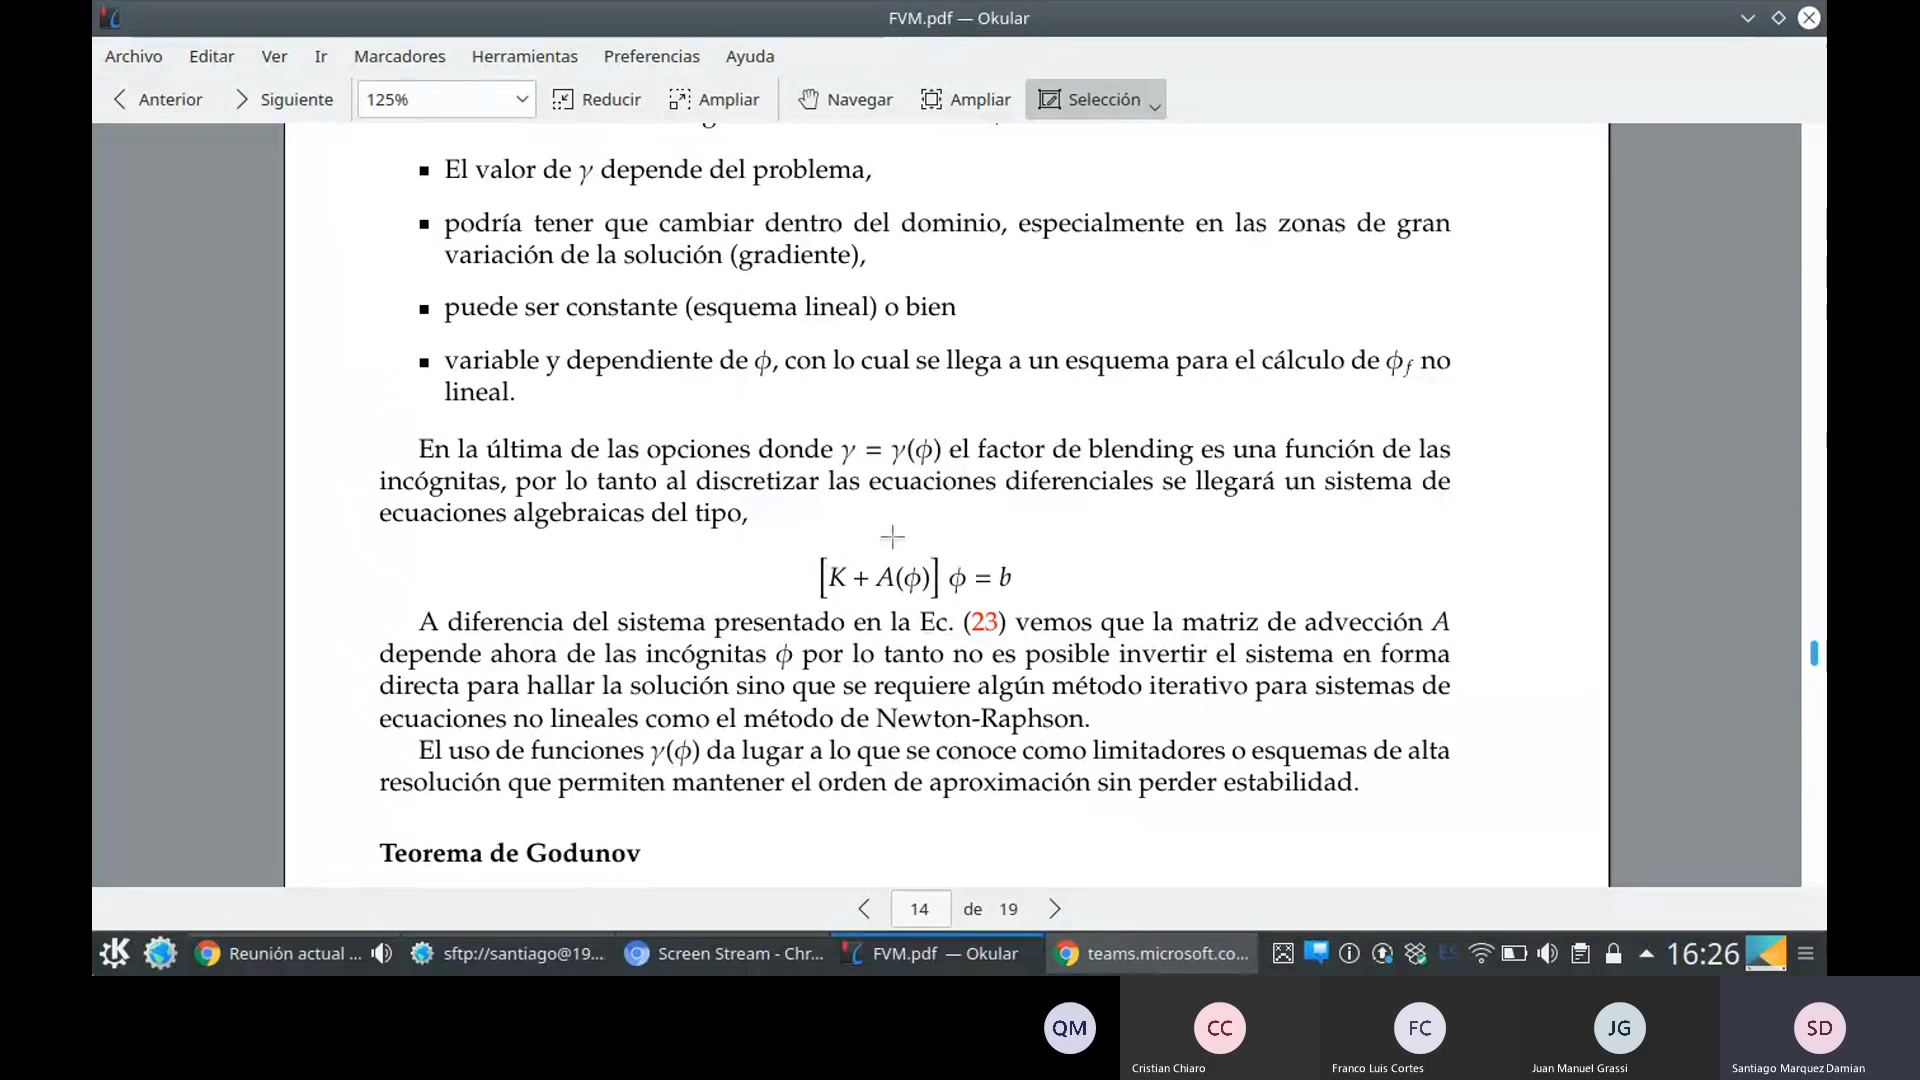 FVM.pdf — Okular
Archivo Editar Ver Ir Marcadores Herramientas Preferencias Ayuda
Anterior Siguiente 125% Reducir Ampliar Navegar Ampliar Selección
El valor de γ depende del problema,
podría tener que cambiar dentro del dominio, especialmente en las zonas de gran
variación de la solución (gradiente),
puede ser constante (esquema lineal) o bien
variable y dependiente de ϕ, con lo cual se llega a un esquema para el cálculo de ϕ_f no
lineal.
En la última de las opciones donde γ = γ(ϕ) el factor de blending es una función de las
incógnitas, por lo tanto al discretizar las ecuaciones diferenciales se llegará un sistema de
ecuaciones algebraicas del tipo,
[K + A(ϕ)] ϕ = b
A diferencia del sistema presentado en la Ec. (23) vemos que la matriz de advección A
depende ahora de las incógnitas ϕ por lo tanto no es posible invertir el sistema en forma
directa para hallar la solución sino que se requiere algún método iterativo para sistemas de
ecuaciones no lineales como el método de Newton-Raphson.
El uso de funciones γ(ϕ) da lugar a lo que se conoce como limitadores o esquemas de alta
resolución que permiten mantener el orden de aproximación sin perder estabilidad.
Teorema de Godunov
14 de 19
Reunión actual ... sftp://santiago@19... Screen Stream - Chr... FVM.pdf — Okular teams.microsoft.co... ES 16:26
QM CC FC JG SD
Cristian Chiaro Franco Luis Cortes Juan Manuel Grassi Santiago Marquez Damian